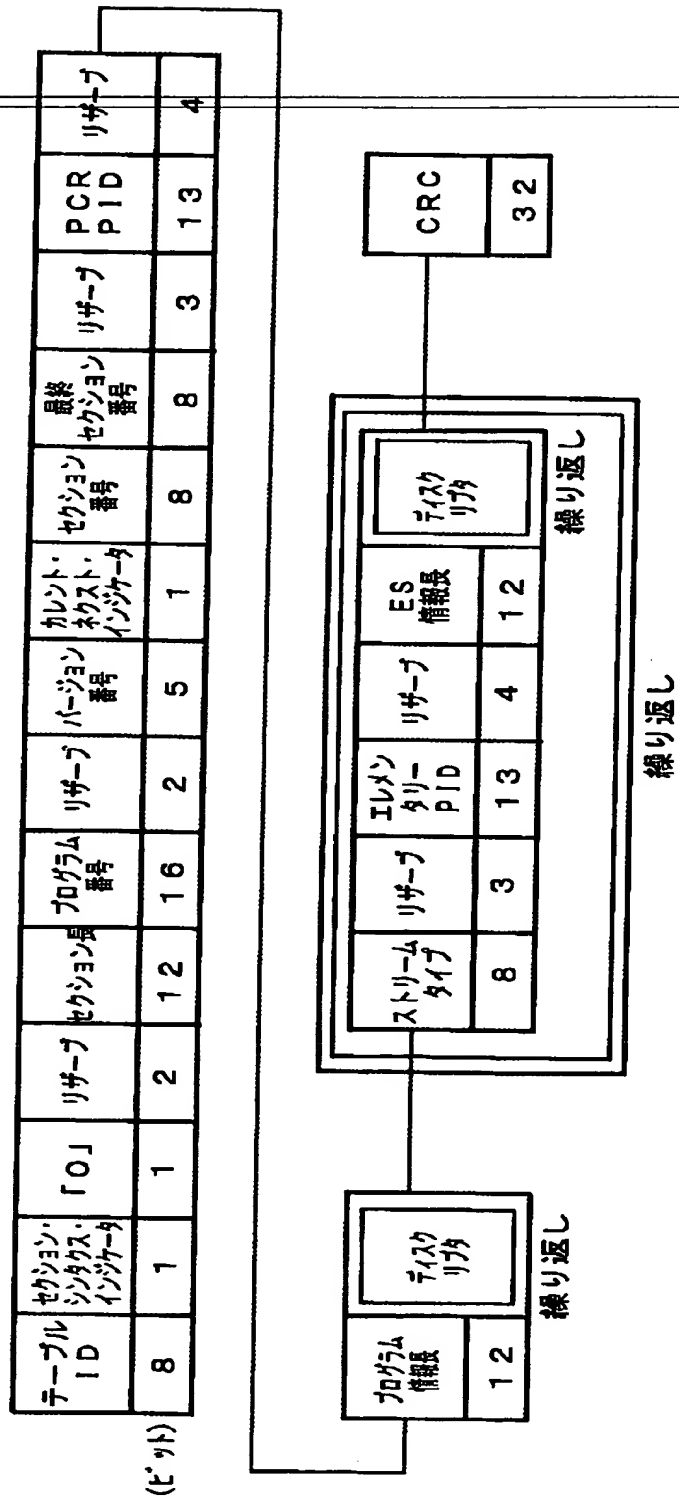 テーブル
ID
8
セクション・
シンタクス・
インジケータ
1
「0」
1
リザーブ
2
セクション長
12
プログラム
番号
16
リザーブ
2
バージョン
番号
5
カレント・
ネクスト・
インジケータ
1
セクション
番号
8
最終
セクション
番号
8
リザーブ
3
PCR
PID
13
リザーブ
4
(ビット)
プログラム
情報長
12
ディスク
リプタ
繰り返し
ストリーム
タイプ
8
リザーブ
3
エレメン
タリー
PID
13
リザーブ
4
ES
情報長
12
ディスク
リプタ
繰り返し
繰り返し
CRC
32